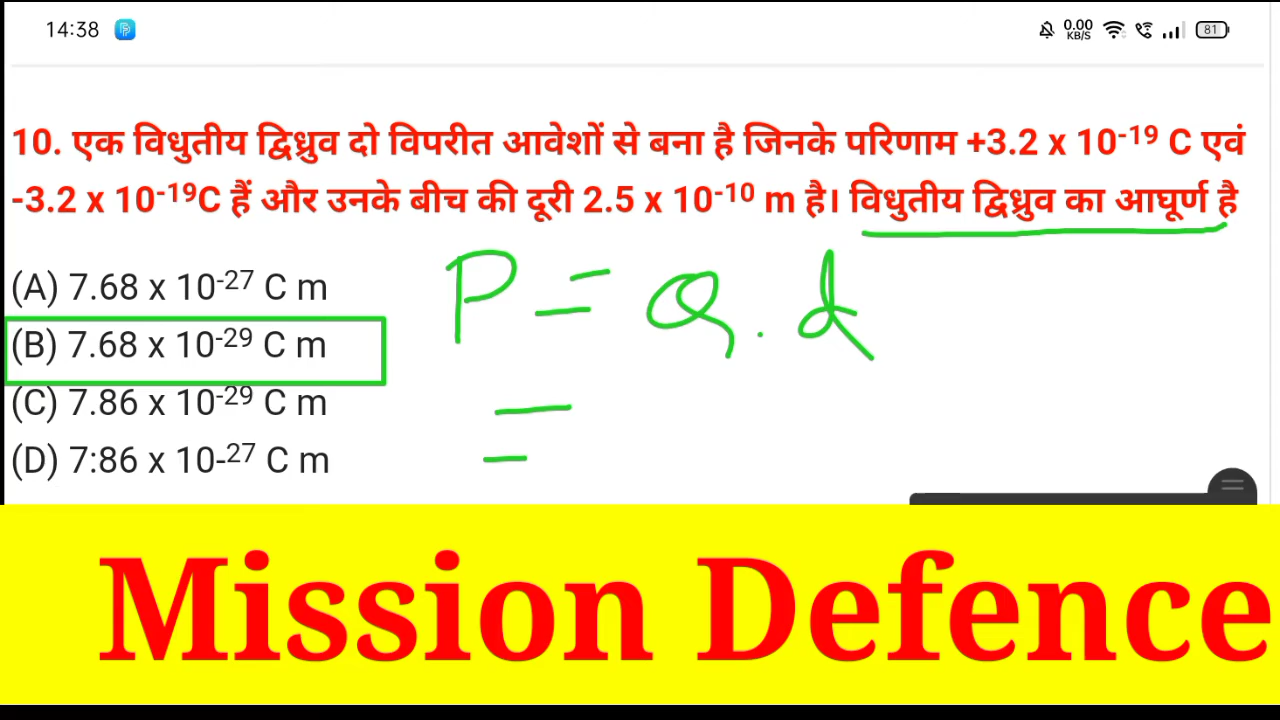 14:38 0.00 KB/S 81
10. एक विधुतीय द्विध्रुव दो विपरीत आवेशों से बना है जिनके परिणाम +3.2 x 10⁻¹⁹ C एवं
-3.2 x 10⁻¹⁹C हैं और उनके बीच की दूरी 2.5 x 10⁻¹⁰ m है। विधुतीय द्विध्रुव का आघूर्ण है
(A) 7.68 x 10⁻²⁷ C m
(B) 7.68 x 10⁻²⁹ C m
(C) 7.86 x 10⁻²⁹ C m
(D) 7:86 x 10-²⁷ C m
P = Q . d
=
Mission Defence